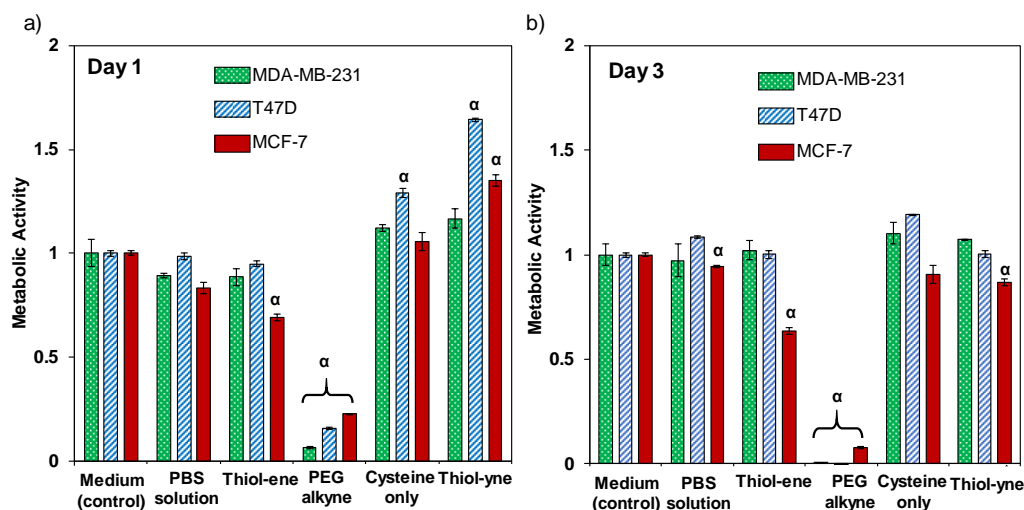 a)
Day 1
MDA-MB-231
T47D
MCF-7
Metabolic Activity
2
1.5
1
0.5
0
α
α
α
α
α
Medium
(control)
PBS
solution
Thiol-ene
PEG
alkyne
Cysteine
only
Thiol-yne
b)
Day 3
MDA-MB-231
T47D
MCF-7
Metabolic Activity
2
1.5
1
0.5
0
α
α
α
α
Medium
(control)
PBS
solution
Thiol-ene
PEG
alkyne
Cysteine
only
Thiol-yne